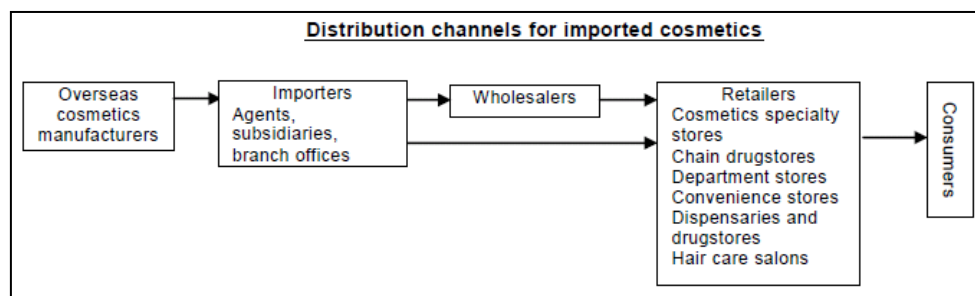 Distribution channels for imported cosmetics
Overseas
cosmetics
manufacturers
Importers
Agents,
subsidiaries,
branch offices
Wholesalers
Retailers
Cosmetics specialty
stores
Chain drugstores
Department stores
Convenience stores
Dispensaries and
drugstores
Hair care salons
Consumers